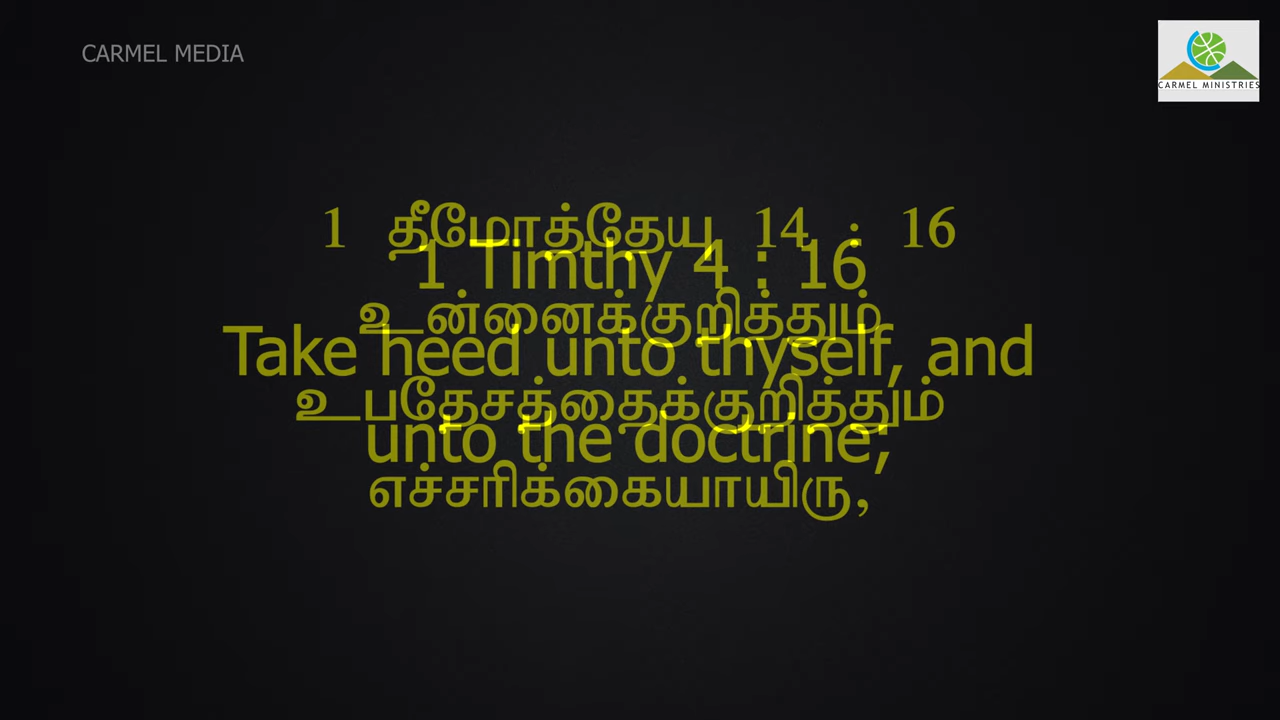 CARMEL MEDIA
CARMEL MINISTRIES
1 தீமோத்தேயு 14 : 16
1 Timthy 4 : 16
உன்னைக்குறித்தும்
Take heed unto thyself, and
உபதேசத்தைக்குறித்தும்
unto the doctrine;
எச்சரிக்கையாயிரு,